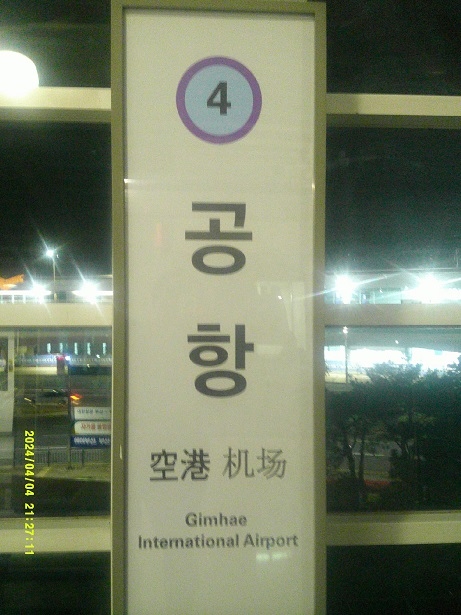 4
공
항
空港 机场
Gimhae
International Airport
2024/04/04 21:27:11